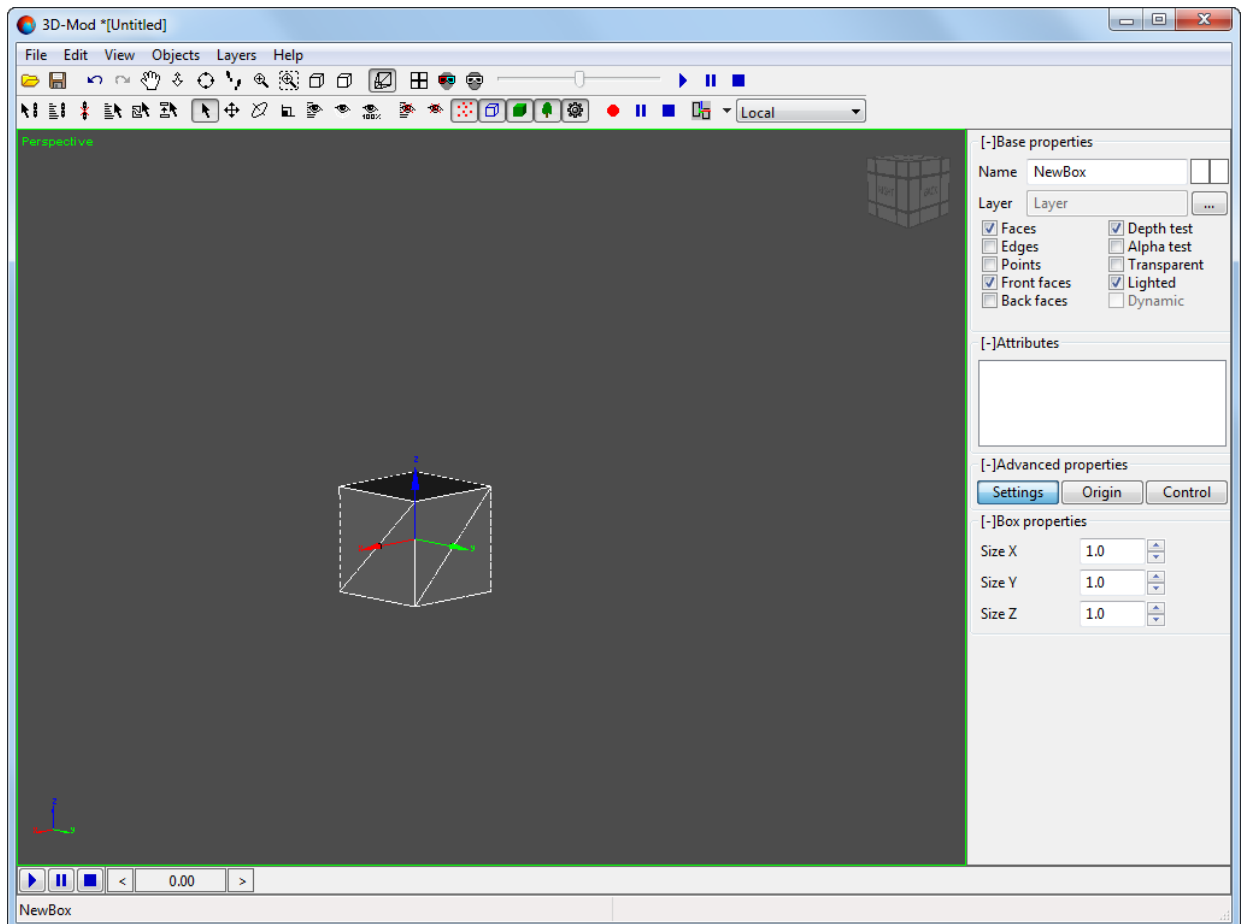 3D-Mod *[Untitled]
File Edit View Objects Layers Help
100%
Local
Perspective
[-]Base properties
Name NewBox
Layer Layer ...
Faces Depth test
Edges Alpha test
Points Transparent
Front faces Lighted
Back faces Dynamic
[-]Attributes
[-]Advanced properties
Settings Origin Control
[-]Box properties
Size X 1.0
Size Y 1.0
Size Z 1.0
z
x y
z
x y
< 0.00 >
NewBox